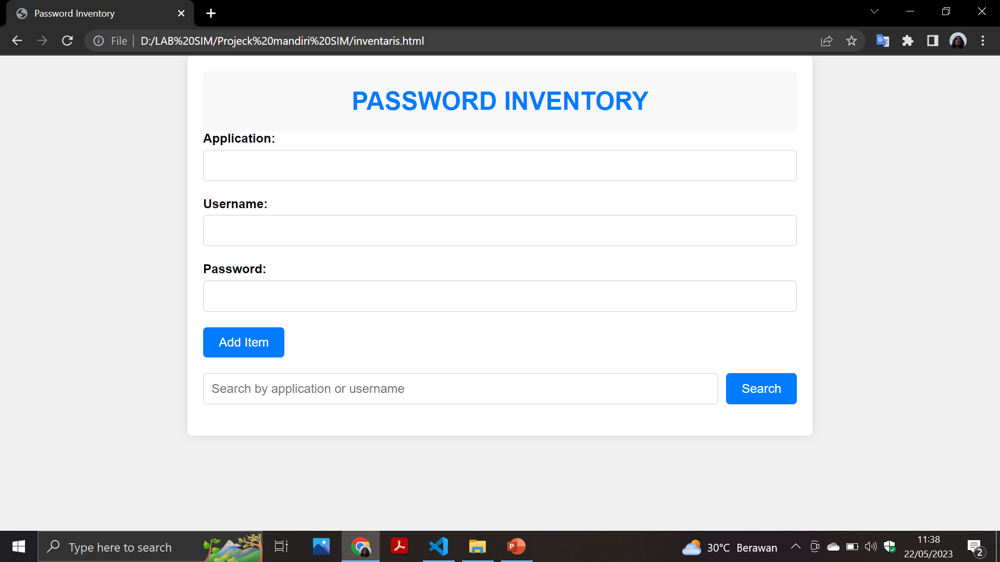 Password Inventory
File
D:/LAB%20SIM/Projeck%20mandiri%20SIM/inventaris.html
PASSWORD INVENTORY
Application:
Username:
Password:
Add Item
Search by application or username
Search
Type here to search
30°C Berawan
11:38
22/05/2023
2